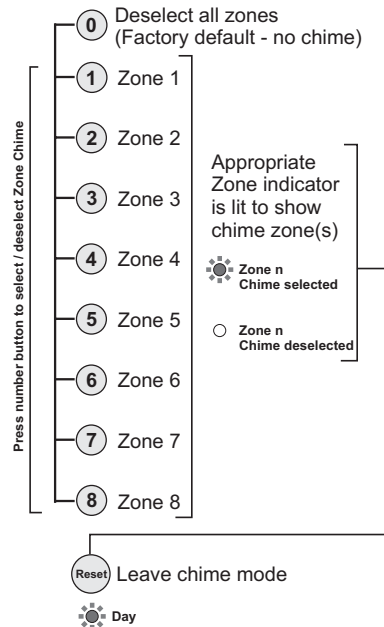 0 Deselect all zones
(Factory default - no chime)
Press number button to select / deselect Zone Chime
1 Zone 1
2 Zone 2
3 Zone 3
4 Zone 4
5 Zone 5
6 Zone 6
7 Zone 7
8 Zone 8
Appropriate
Zone indicator
is lit to show
chime zone(s)
Zone n
Chime selected
Zone n
Chime deselected
Reset Leave chime mode
Day